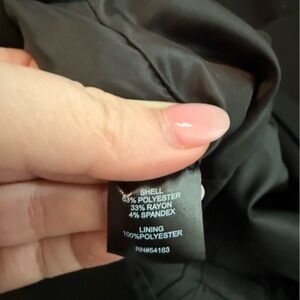 SHELL
63% POLYESTER
33% RAYON
4% SPANDEX
LINING
100%POLYESTER
RN#54163